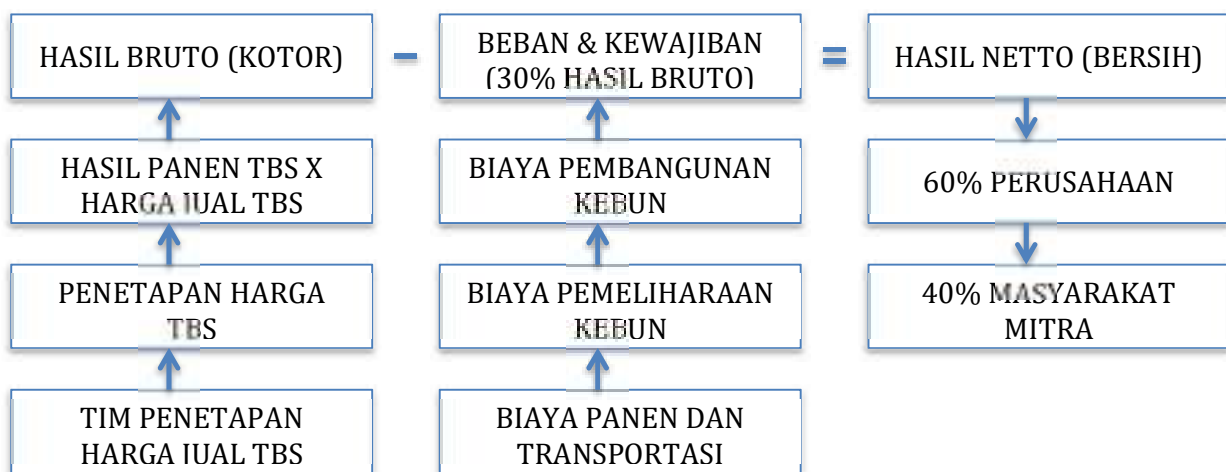 HASIL BRUTO (KOTOR)
–
BEBAN & KEWAJIBAN
(30% HASIL BRUTO)
=
HASIL NETTO (BERSIH)
HASIL PANEN TBS X
HARGA JUAL TBS
BIAYA PEMBANGUNAN
KEBUN
60% PERUSAHAAN
PENETAPAN HARGA
TBS
BIAYA PEMELIHARAAN
KEBUN
40% MASYARAKAT
MITRA
TIM PENETAPAN
HARGA JUAL TBS
BIAYA PANEN DAN
TRANSPORTASI